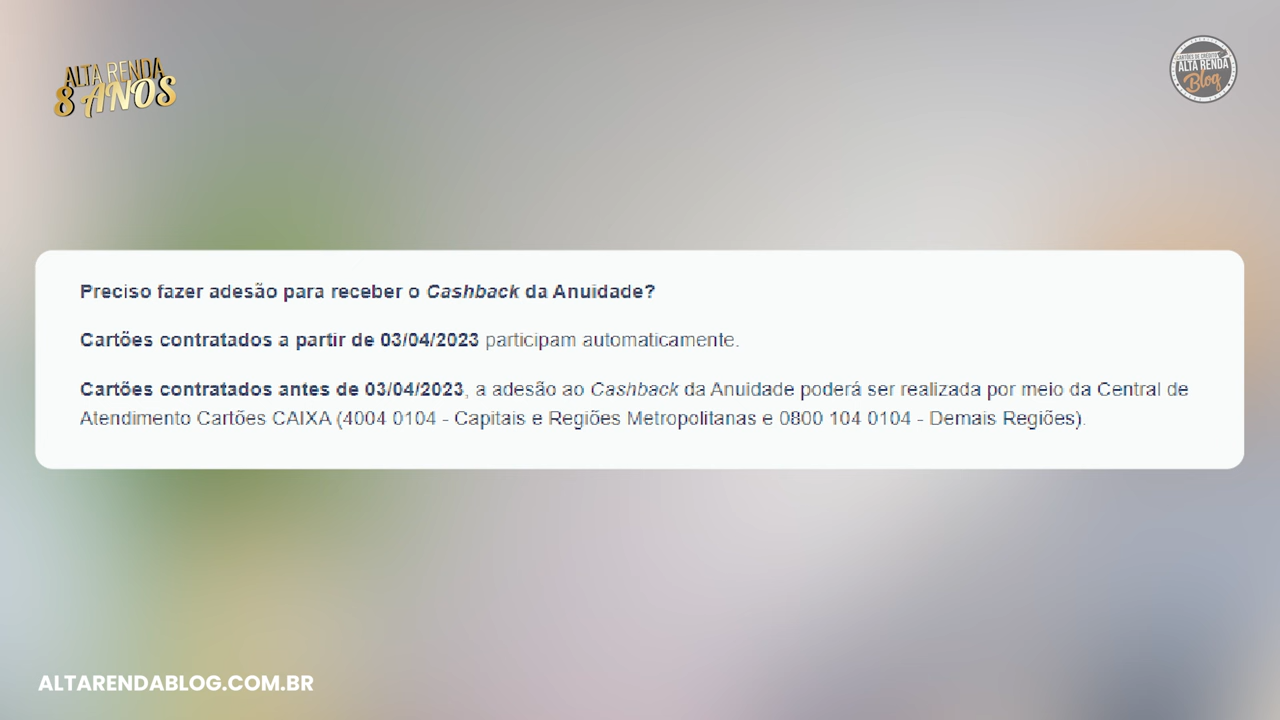 ALTA RENDA
8 ANOS
CARTÕES DE CRÉDITO
ALTA RENDA
Blog
Preciso fazer adesão para receber o Cashback da Anuidade?
Cartões contratados a partir de 03/04/2023 participam automaticamente.
Cartões contratados antes de 03/04/2023, a adesão ao Cashback da Anuidade poderá ser realizada por meio da Central de
Atendimento Cartões CAIXA (4004 0104 - Capitais e Regiões Metropolitanas e 0800 104 0104 - Demais Regiões).
ALTARENDABLOG.COM.BR